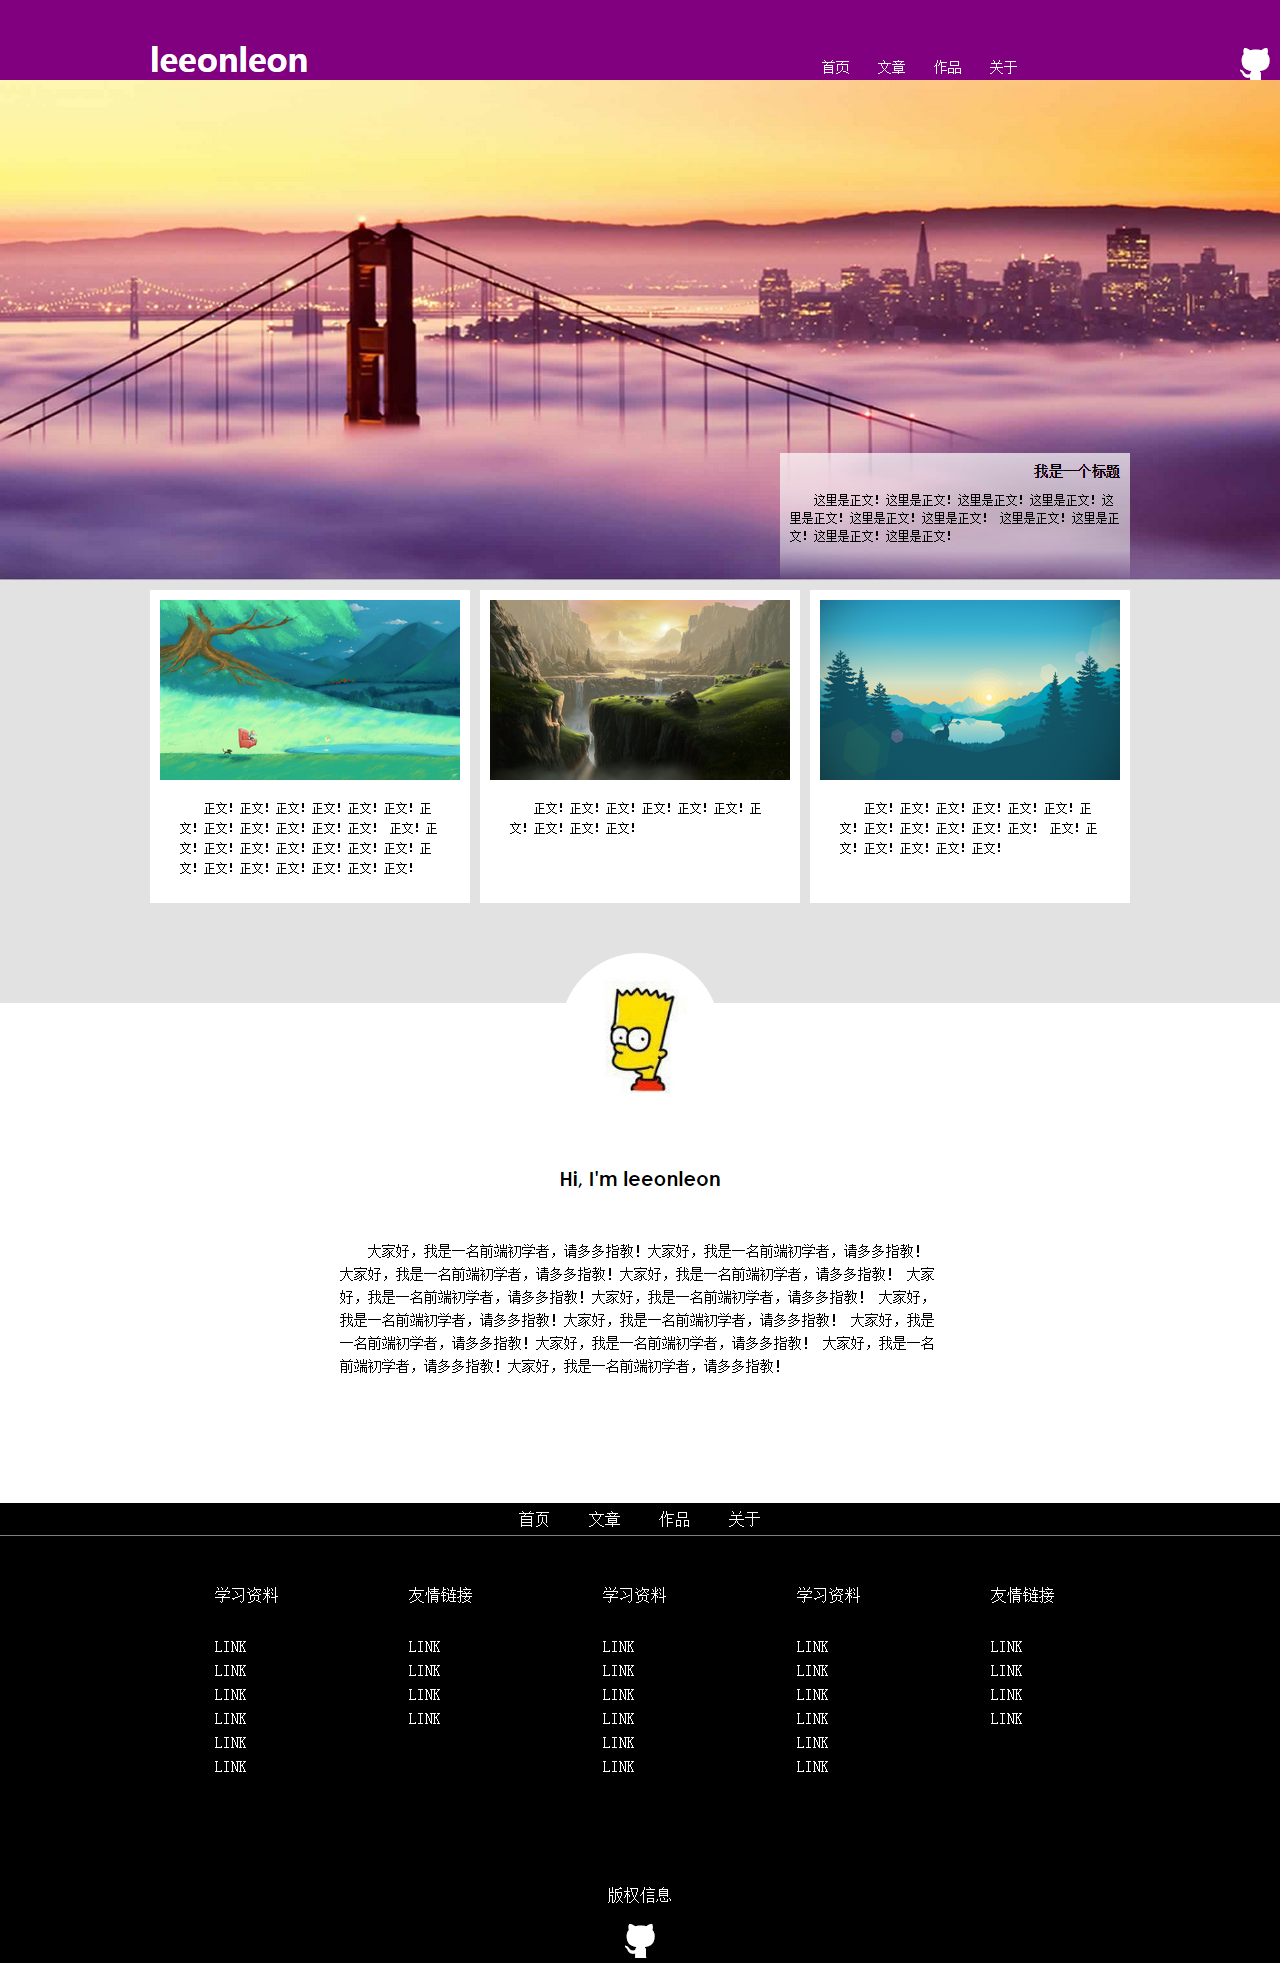 leeonleon
首页 文章 作品 关于
我是一个标题
这里是正文！这里是正文！这里是正文！这里是正文！这
里是正文！这里是正文！这里是正文！ 这里是正文！这里是正
文！这里是正文！这里是正文！
正文！正文！正文！正文！正文！正文！正
文！正文！正文！正文！正文！正文！ 正文！正
文！正文！正文！正文！正文！正文！正文！正
文！正文！正文！正文！正文！正文！正文！
正文！正文！正文！正文！正文！正文！正
文！正文！正文！正文！
正文！正文！正文！正文！正文！正文！正
文！正文！正文！正文！正文！正文！ 正文！正
文！正文！正文！正文！正文！
Hi, I'm leeonleon
大家好，我是一名前端初学者，请多多指教！大家好，我是一名前端初学者，请多多指教！
大家好，我是一名前端初学者，请多多指教！大家好，我是一名前端初学者，请多多指教！ 大家
好，我是一名前端初学者，请多多指教！大家好，我是一名前端初学者，请多多指教！ 大家好，
我是一名前端初学者，请多多指教！大家好，我是一名前端初学者，请多多指教！ 大家好，我是
一名前端初学者，请多多指教！大家好，我是一名前端初学者，请多多指教！ 大家好，我是一名
前端初学者，请多多指教！大家好，我是一名前端初学者，请多多指教！
首页 文章 作品 关于
学习资料
LINK
LINK
LINK
LINK
LINK
LINK
友情链接
LINK
LINK
LINK
LINK
学习资料
LINK
LINK
LINK
LINK
LINK
LINK
学习资料
LINK
LINK
LINK
LINK
LINK
LINK
友情链接
LINK
LINK
LINK
LINK
版权信息